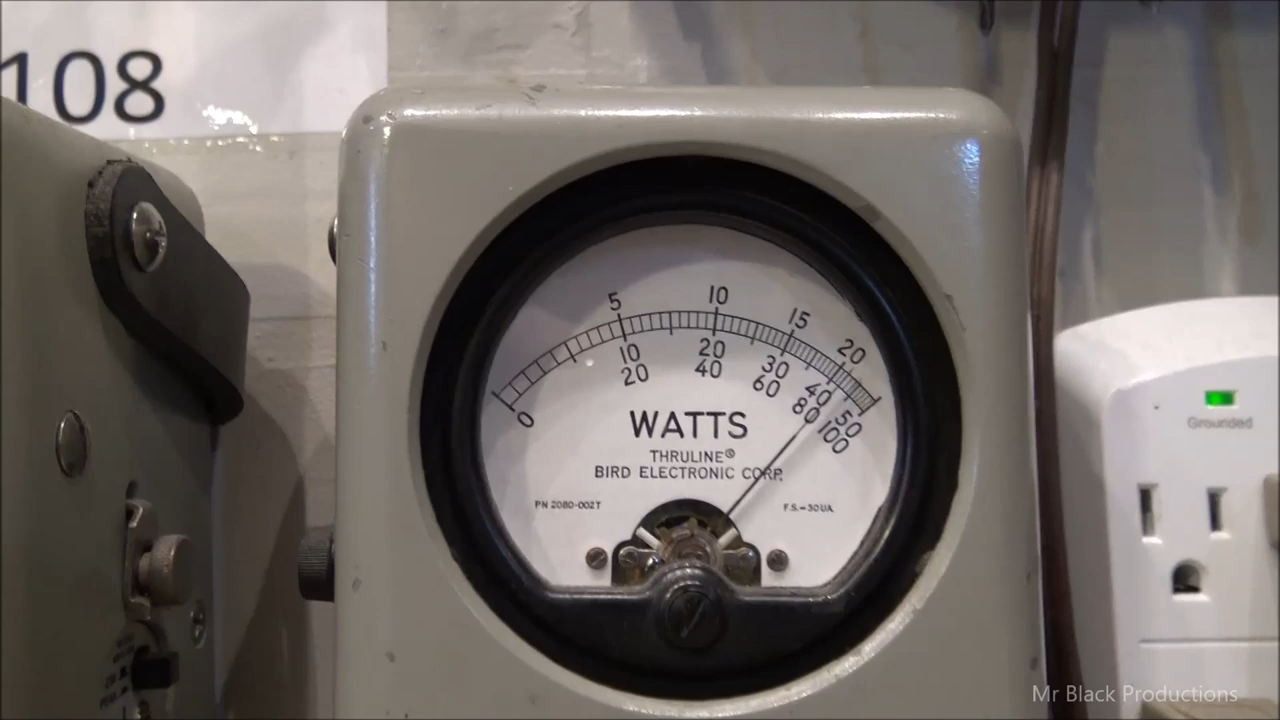 108
5 10 15 20
10 20 30 40 50
0 20 40 60 80 100
WATTS
THRULINE®
BIRD ELECTRONIC CORP.
PN 2080-002T F.S.=30UA
Grounded
Mr Black Productions